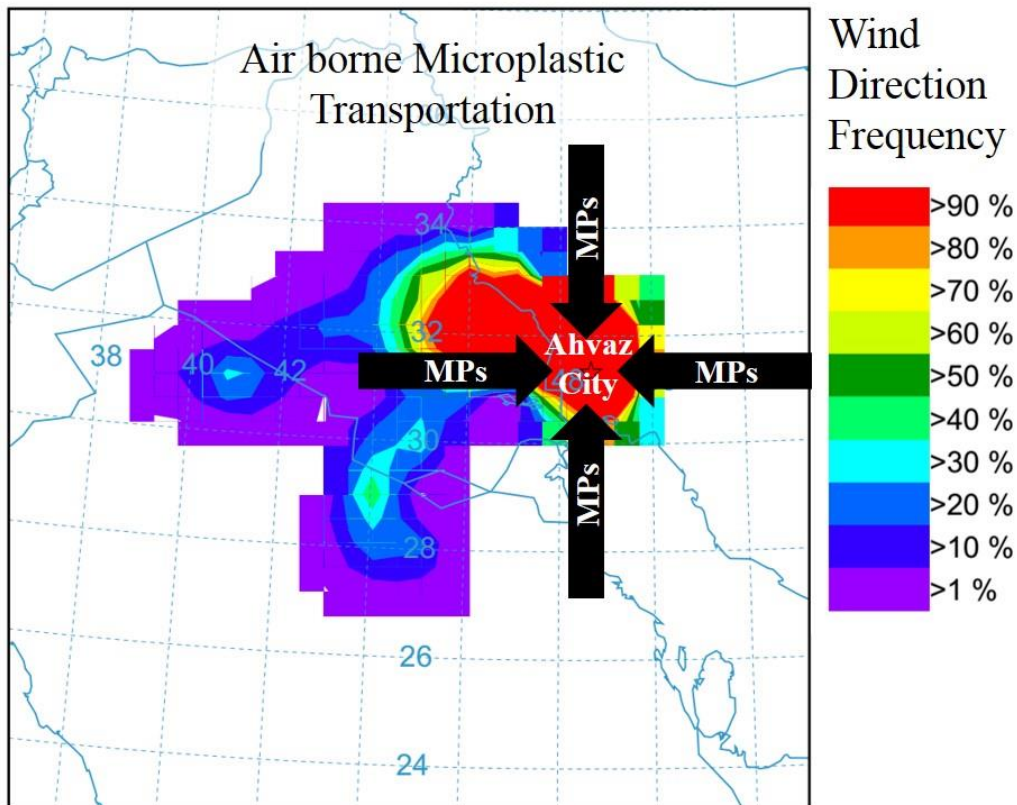 Air borne Microplastic
Transportation
Wind
Direction
Frequency
>90 %
>80 %
>70 %
>60 %
>50 %
>40 %
>30 %
>20 %
>10 %
>1 %
MPs
34
32
38
40
42
MPs
Ahvaz
City
MPs
30
MPs
28
26
24